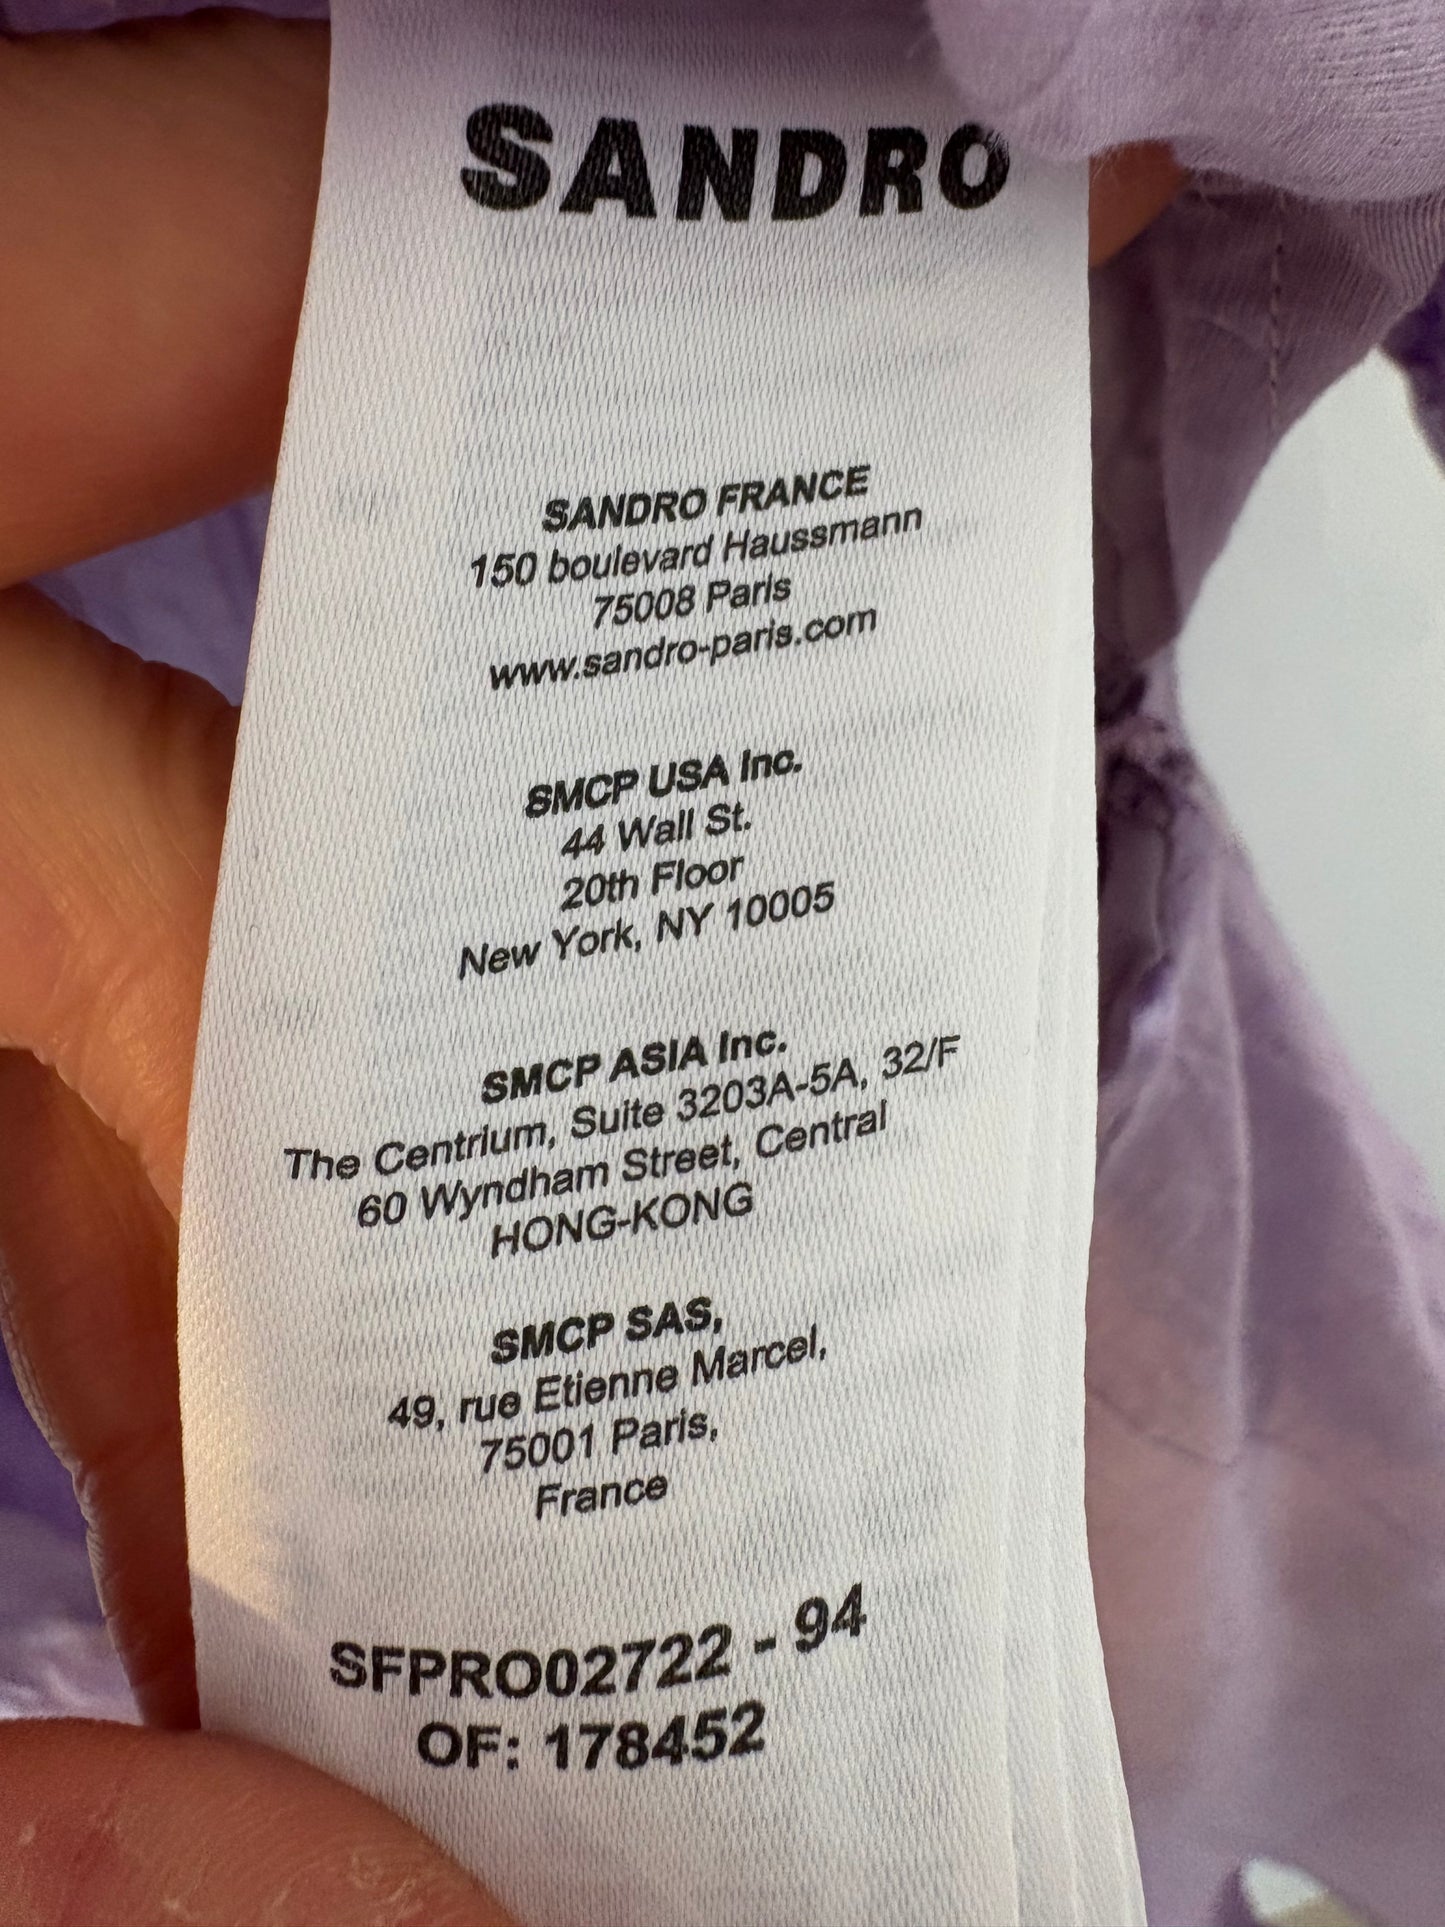 SANDRO
SANDRO FRANCE
150 boulevard Haussmann
75008 Paris
www.sandro-paris.com
SMCP USA Inc.
44 Wall St.
20th Floor
New York, NY 10005
SMCP ASIA Inc.
The Centrium, Suite 3203A-5A, 32/F
60 Wyndham Street, Central
HONG-KONG
SMCP SAS,
49, rue Etienne Marcel,
75001 Paris,
France
SFPRO02722 - 94
OF: 178452